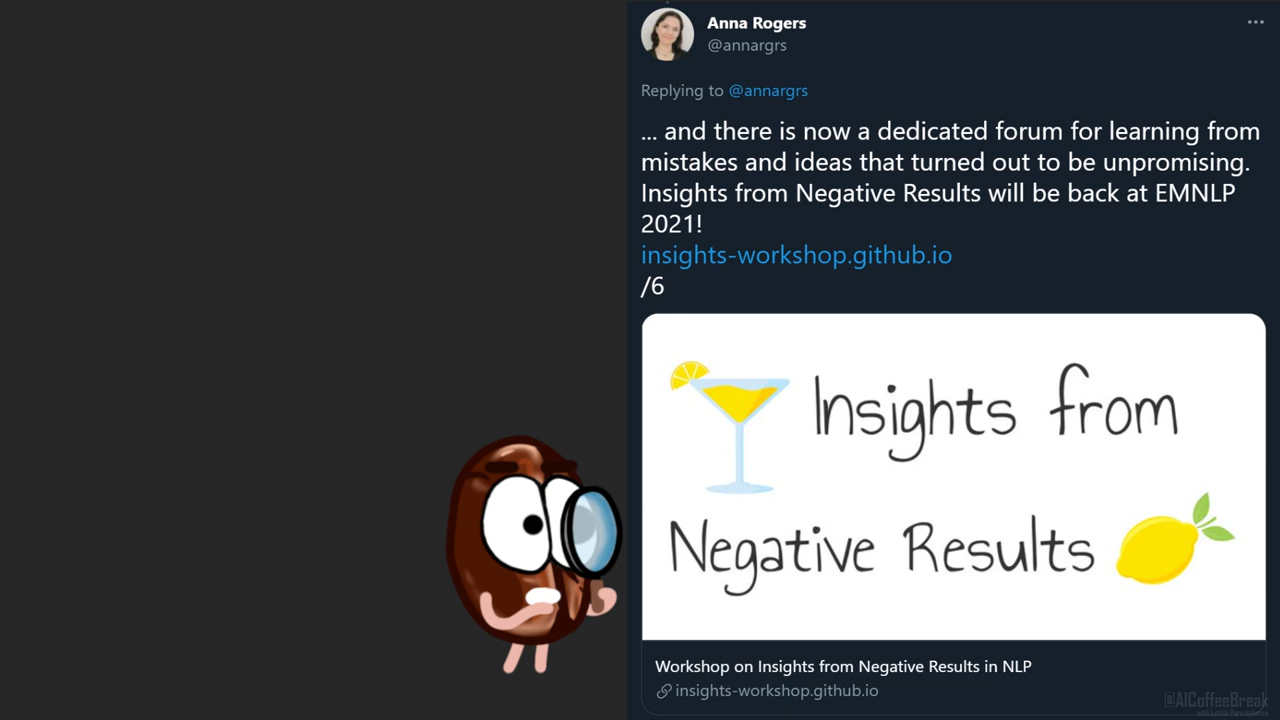 Anna Rogers
@annargrs
Replying to @annargrs
... and there is now a dedicated forum for learning from
mistakes and ideas that turned out to be unpromising.
Insights from Negative Results will be back at EMNLP
2021!
insights-workshop.github.io
/6
Insights from
Negative Results
Workshop on Insights from Negative Results in NLP
insights-workshop.github.io
@AICoffeeBreak